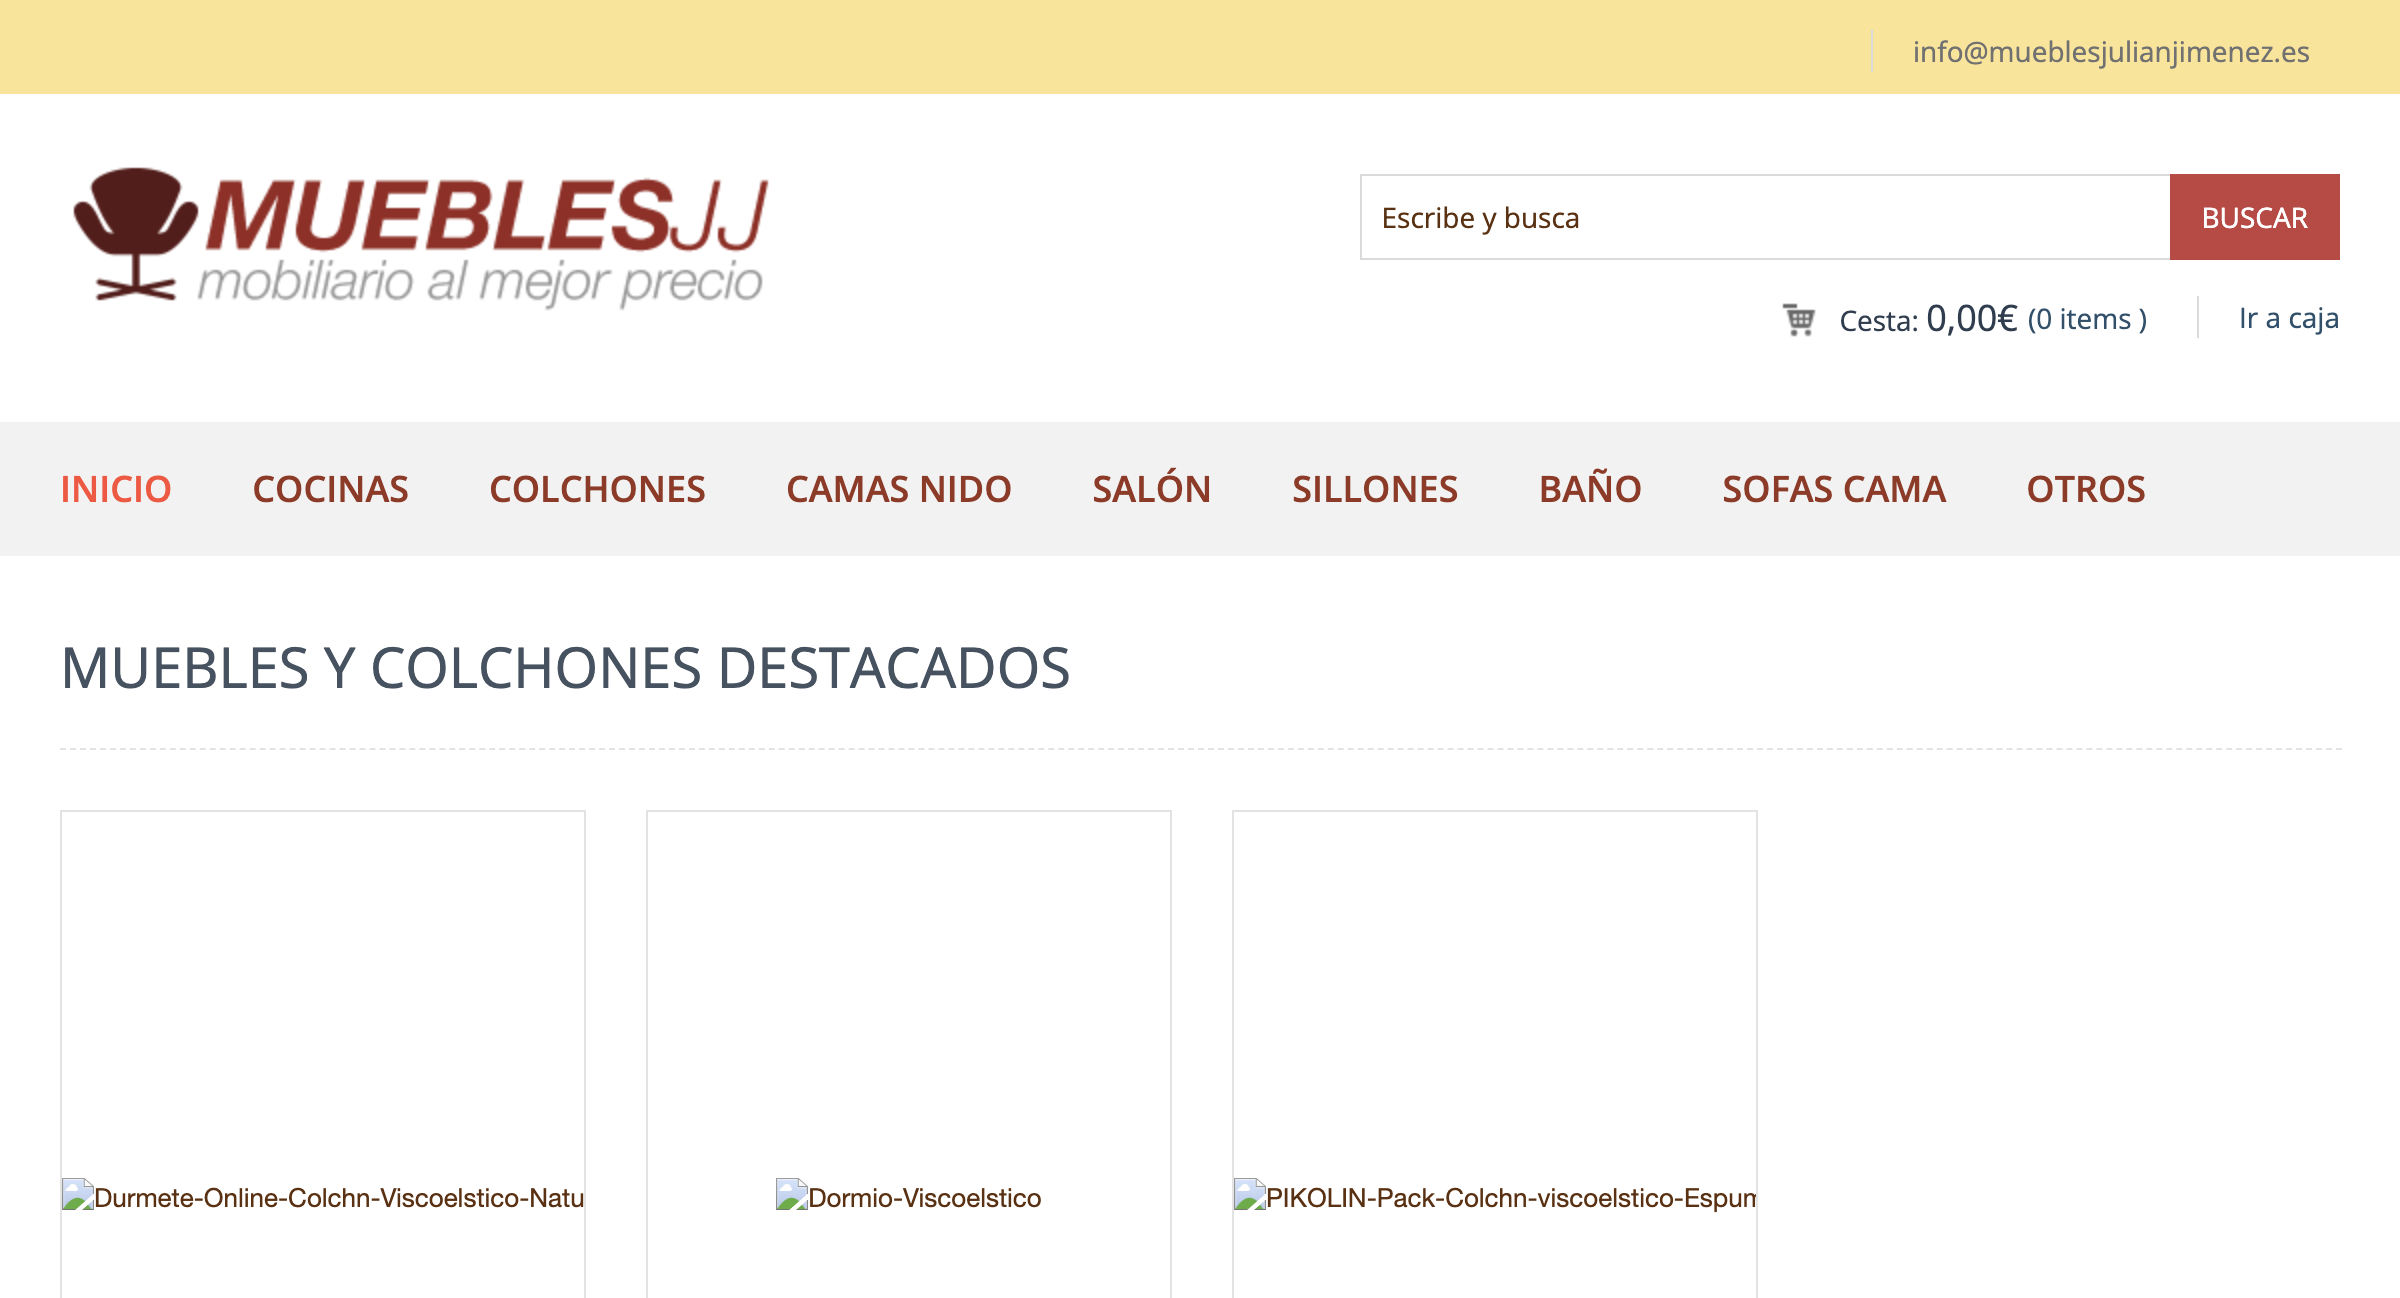 info@mueblesjulianjimenez.es
MUEBLESJJ
mobiliario al mejor precio
Escribe y busca
BUSCAR
Cesta: 0,00€ (0 items )
Ir a caja
INICIO COCINAS COLCHONES CAMAS NIDO SALÓN SILLONES BAÑO SOFAS CAMA OTROS
MUEBLES Y COLCHONES DESTACADOS
Durmete-Online-Colchn-Viscoelstico-Natu
Dormio-Viscoelstico
PIKOLIN-Pack-Colchn-viscoelstico-Espum